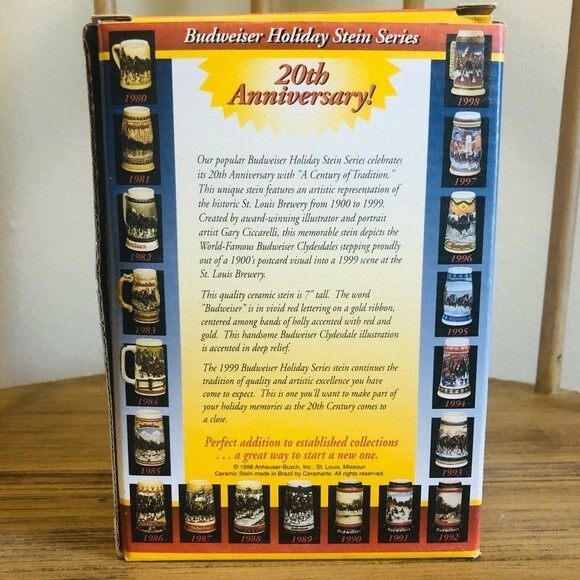 Budweiser Holiday Stein Series
20th
Anniversary!
Our popular Budweiser Holiday Stein Series celebrates
its 20th Anniversary with "A Century of Tradition."
This unique stein features an artistic representation of
the historic St. Louis Brewery from 1900 to 1999.
Created by award-winning illustrator and portrait
artist Gary Ciccarelli, this memorable stein depicts the
World-Famous Budweiser Clydesdales stepping proudly
out of a 1900's postcard visual into a 1999 scene at the
St. Louis Brewery.
This quality ceramic stein is 7" tall. The word
"Budweiser" is in vivid red lettering on a gold ribbon,
centered among bands of holly accented with red and
gold. This handsome Budweiser Clydesdale illustration
is accented in deep relief.
The 1999 Budweiser Holiday Series stein continues the
tradition of quality and artistic excellence you have
come to expect. This is one you'll want to make part of
your holiday memories as the 20th Century comes to
a close.
Perfect addition to established collections
. . . a great way to start a new one.
© 1998 Anheuser-Busch, Inc., St. Louis, Missouri
Ceramic Stein made in Brazil by Ceramarte. All rights reserved.
1980
1981
1982
1983
1984
1985
1986
1987
1988
1989
1990
1991
1992
1993
1994
1995
1996
1997
1998